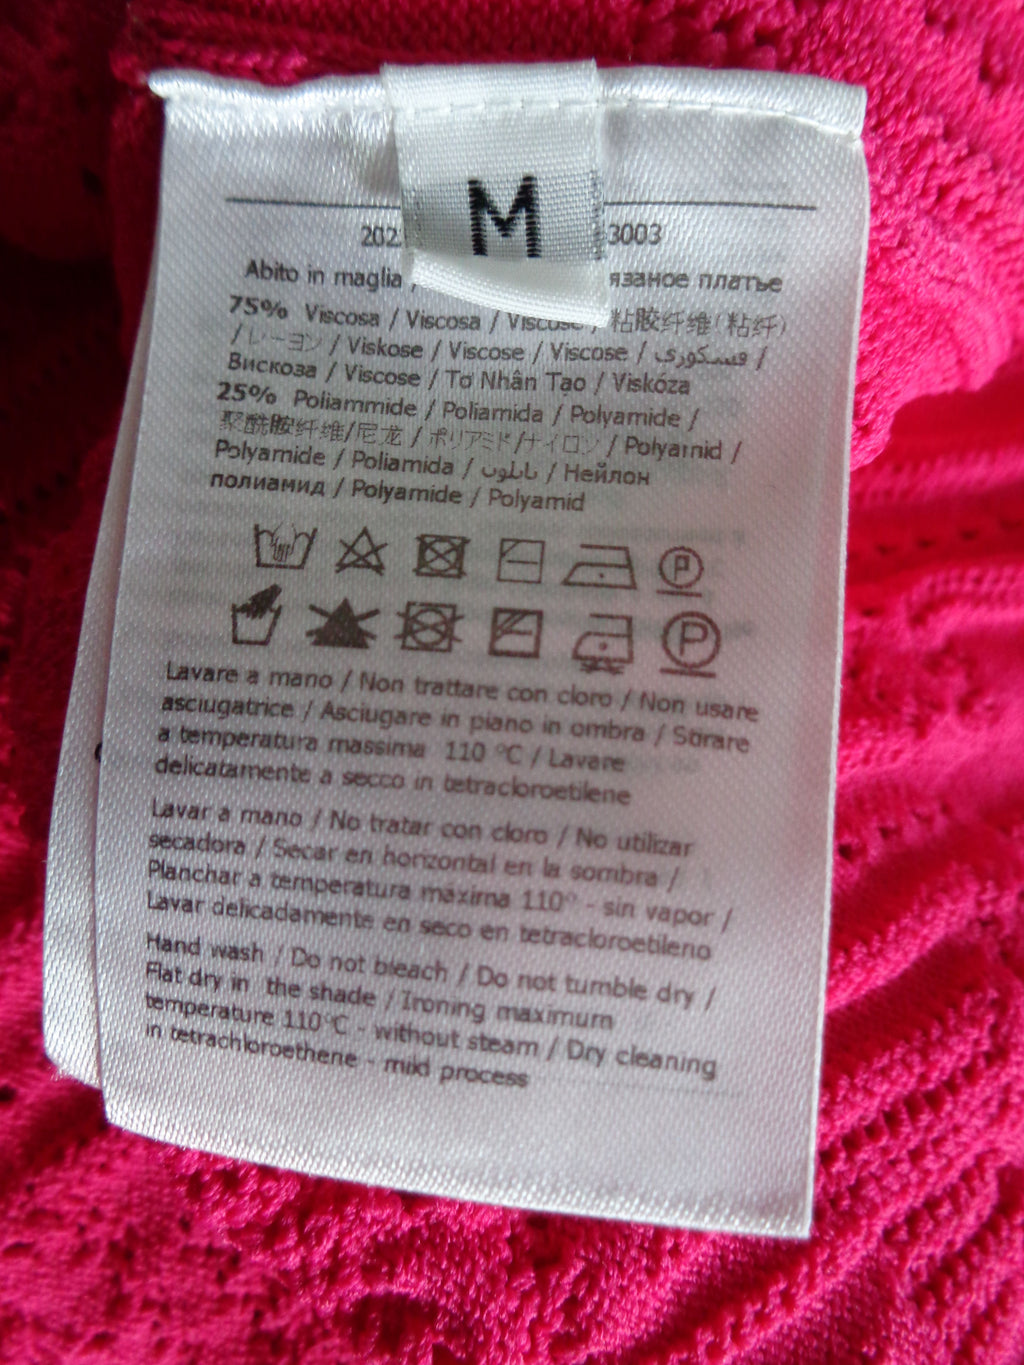 M
3003
Abito in maglia / язаное платье
75% Viscosa / Viscosa / Viscose / 粘胶纤维(粘纤)
/ レーヨン / Viskose / Viscose / Viscose / فسكوزي /
Вискоза / Viscose / Tơ Nhân Tạo / Viskóza
25% Poliammide / Poliamida / Polyamide /
聚酰胺纤维/尼龙 / ポリアミド/ナイロン / Polyamid /
Polyamide / Poliamida / نايلون / Нейлон
полиамид / Polyamide / Polyamid
P
P
Lavare a mano / Non trattare con cloro / Non usare
asciugatrice / Asciugare in piano in ombra / Stirare
a temperatura massima 110 °C / Lavare
delicatamente a secco in tetracloroetilene
Lavar a mano / No tratar con cloro / No utilizar
secadora / Secar en horizontal en la sombra /
Planchar a temperatura máxima 110° - sin vapor /
Lavar delicadamente en seco en tetracloroetileno
Hand wash / Do not bleach / Do not tumble dry /
Flat dry in the shade / Ironing maximum
temperature 110°C - without steam / Dry cleaning
in tetrachloroethene - mild process